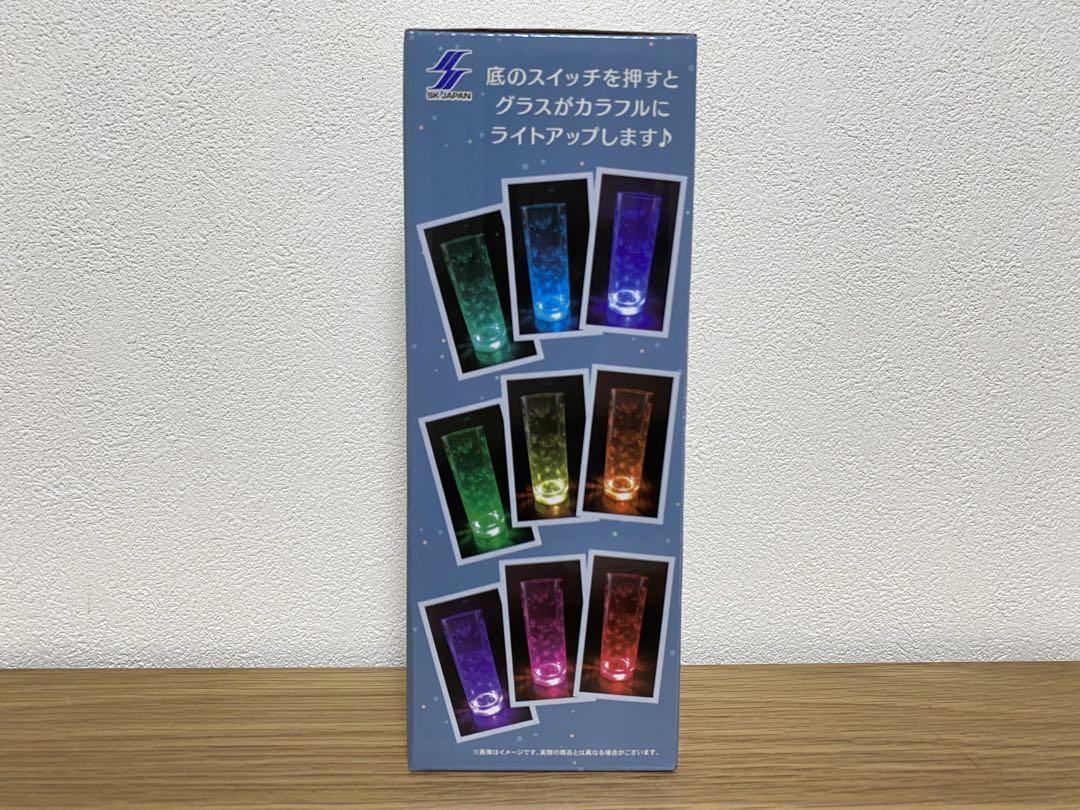 SK JAPAN
底のスイッチを押すと
グラスがカラフルに
ライトアップします♪
※画像はイメージです。実際の商品とは異なる場合がございます。